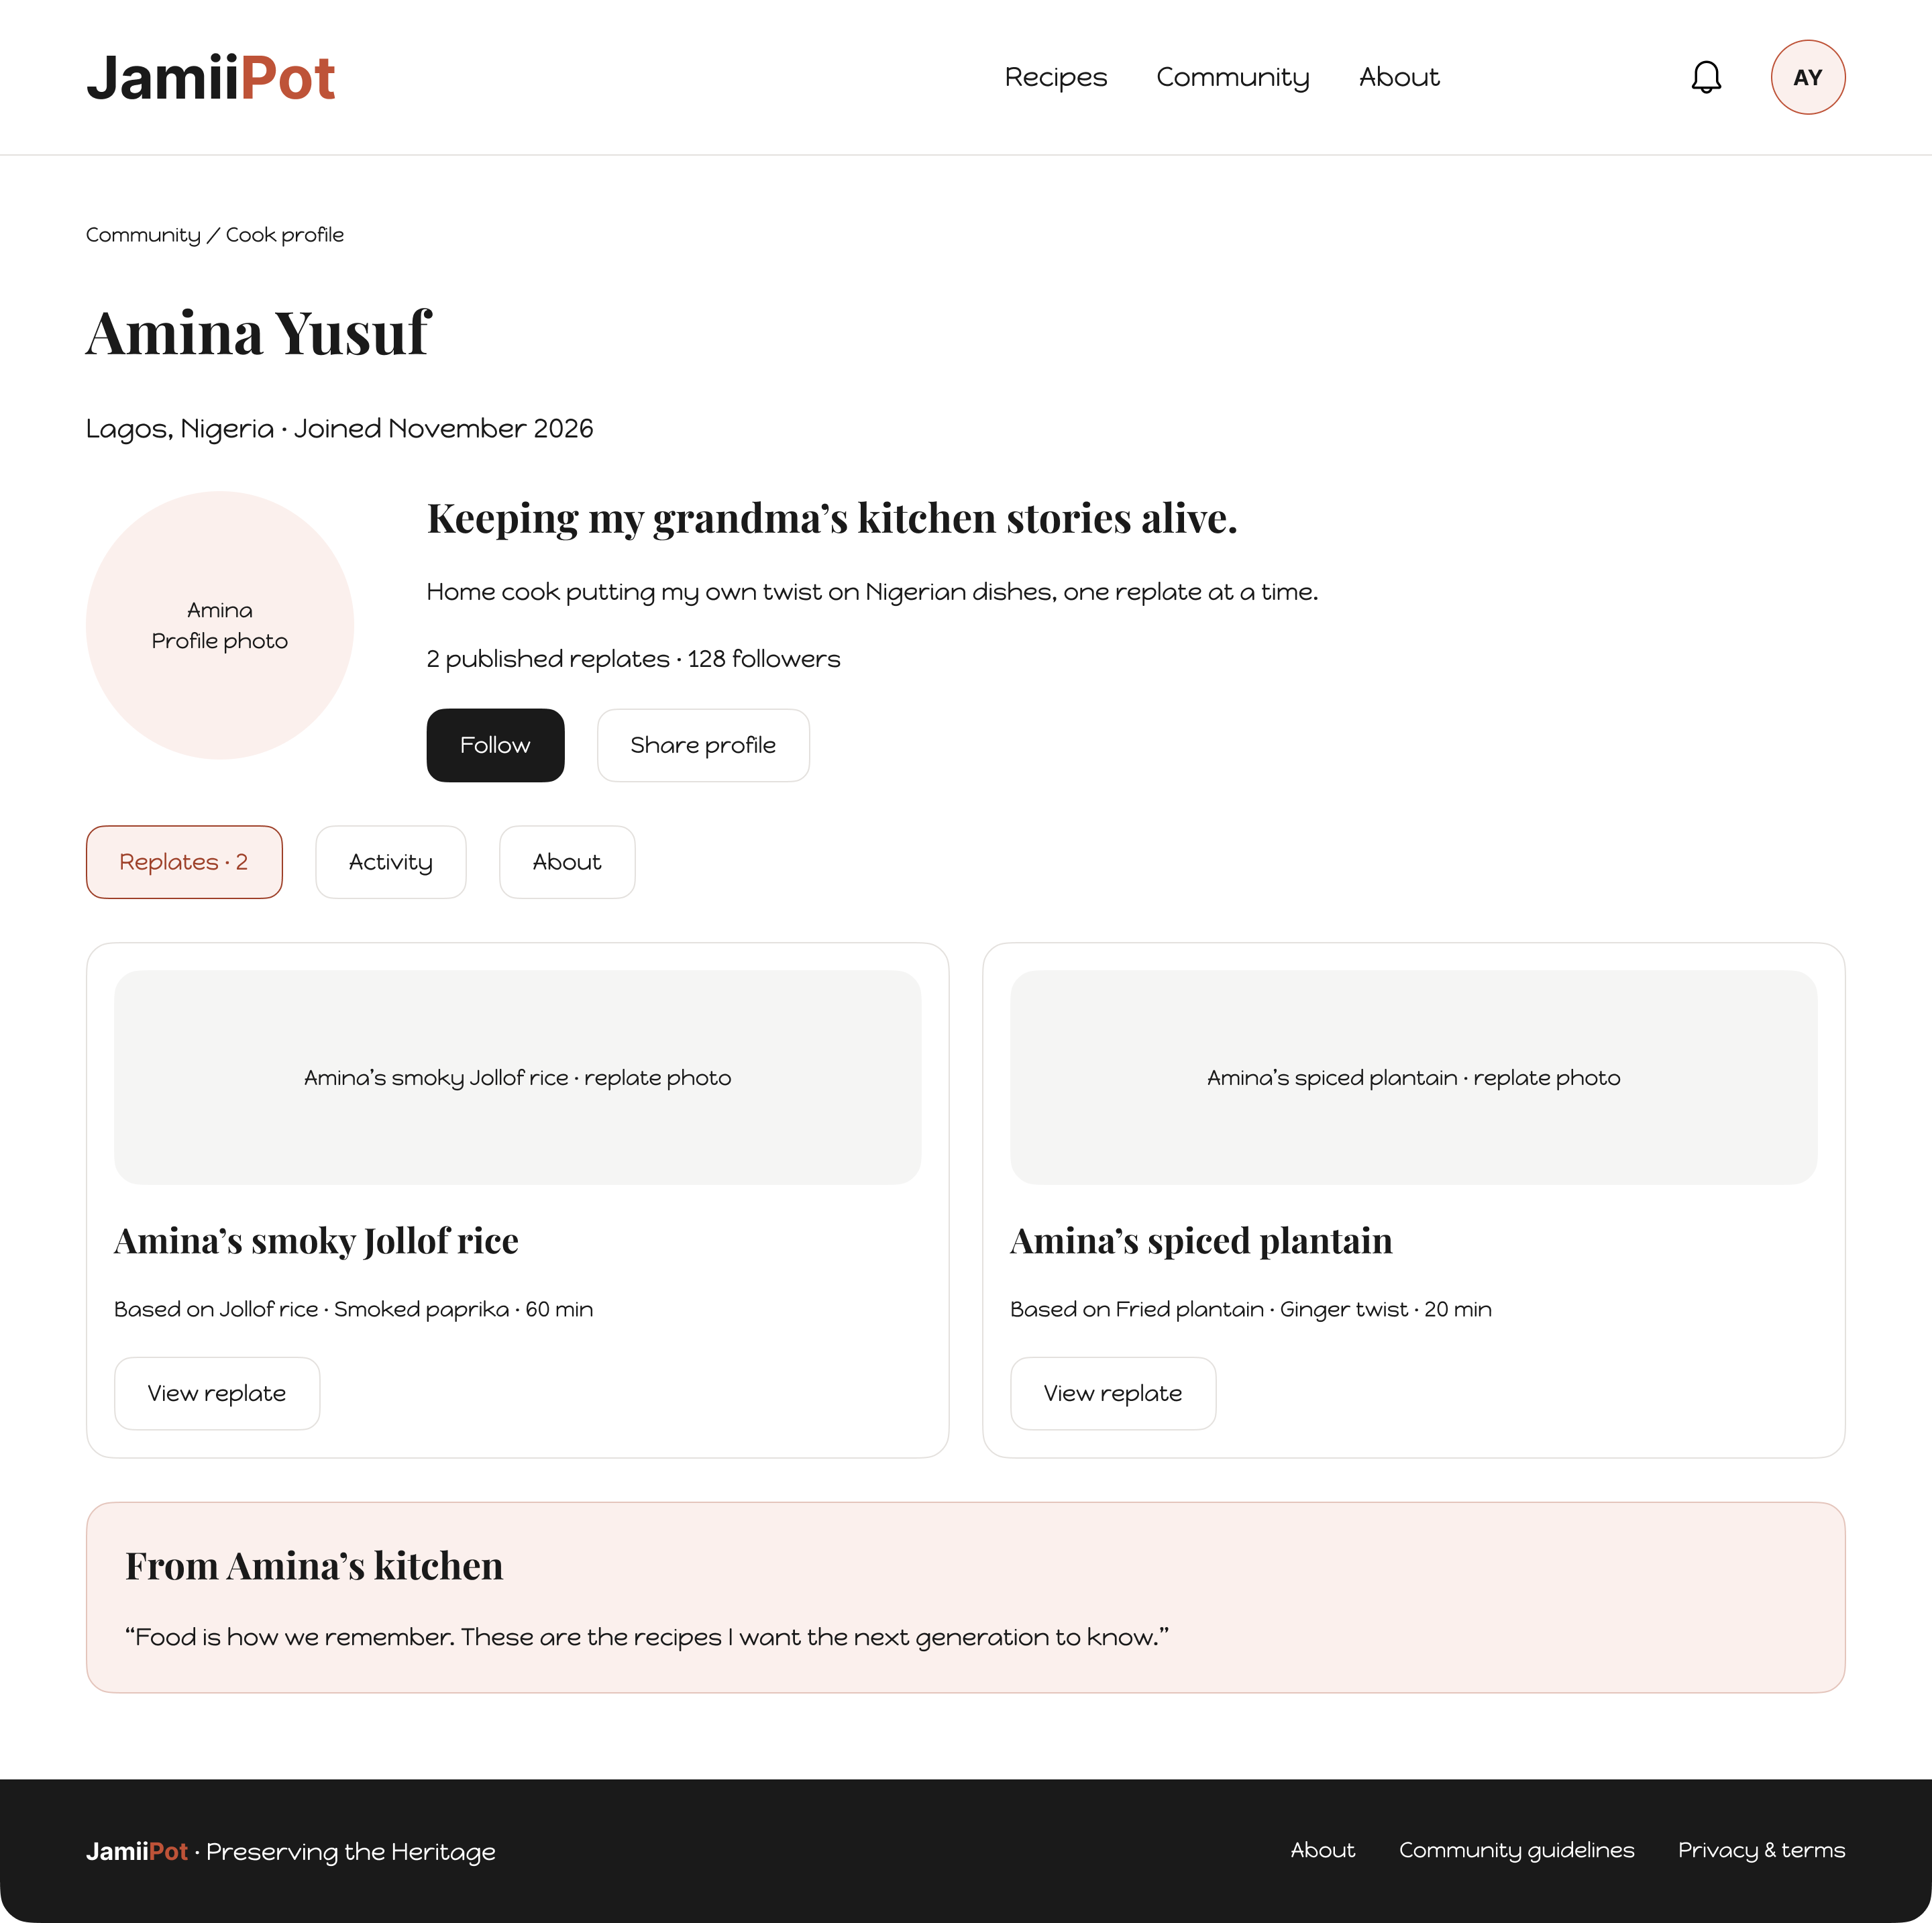 JamiiPot
Recipes Community About AY
Community / Cook profile
Amina Yusuf
Lagos, Nigeria · Joined November 2026
Amina
Profile photo
Keeping my grandma’s kitchen stories alive.
Home cook putting my own twist on Nigerian dishes, one replate at a time.
2 published replates · 128 followers
Follow Share profile
Replates · 2 Activity About
Amina’s smoky Jollof rice · replate photo
Amina’s smoky Jollof rice
Based on Jollof rice · Smoked paprika · 60 min
View replate
Amina’s spiced plantain · replate photo
Amina’s spiced plantain
Based on Fried plantain · Ginger twist · 20 min
View replate
From Amina’s kitchen
“Food is how we remember. These are the recipes I want the next generation to know.”
JamiiPot · Preserving the Heritage
About Community guidelines Privacy & terms